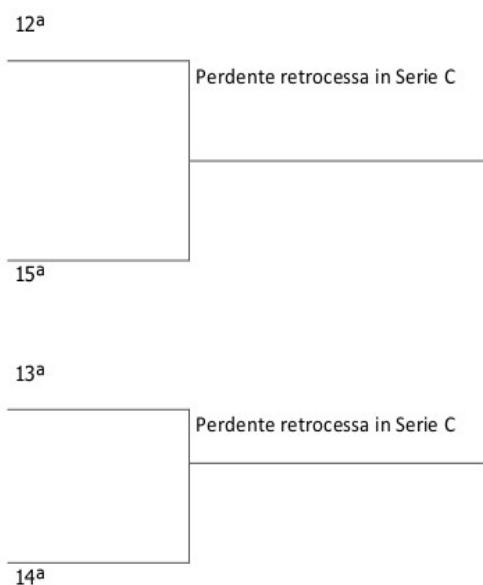 12ª
Perdente retrocessa in Serie C
15ª
13ª
Perdente retrocessa in Serie C
14ª